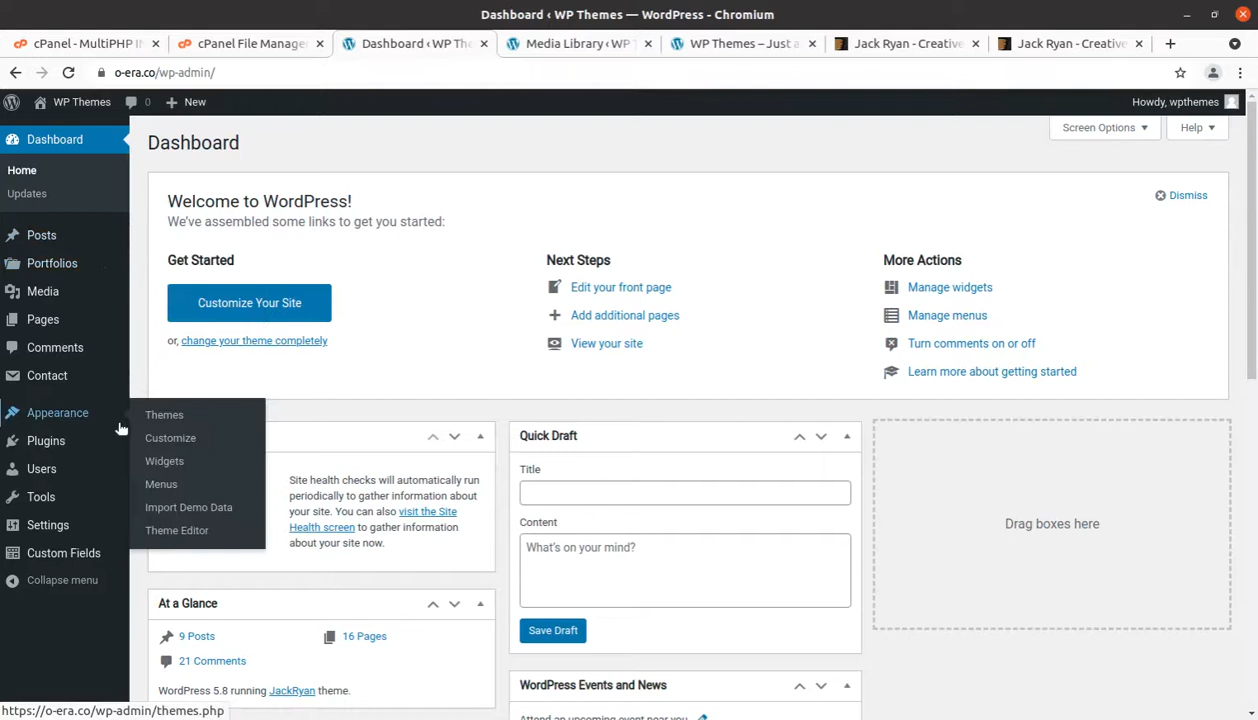 Dashboard ‹ WP Themes — WordPress - Chromium
cPanel - MultiPHP IN
cPanel File Manage
Dashboard ‹ WP The
Media Library ‹ WP T
WP Themes – Just a
Jack Ryan - Creative
Jack Ryan - Creative
o-era.co/wp-admin/
WP Themes
0
New
Howdy, wpthemes
Dashboard
Home
Updates
Posts
Portfolios
Media
Pages
Comments
Contact
Appearance
Plugins
Users
Tools
Settings
Custom Fields
Collapse menu
Themes
Customize
Widgets
Menus
Import Demo Data
Theme Editor
Dashboard
Screen Options
Help
Welcome to WordPress!
We've assembled some links to get you started:
Dismiss
Get Started
Customize Your Site
or, change your theme completely
Next Steps
Edit your front page
Add additional pages
View your site
More Actions
Manage widgets
Manage menus
Turn comments on or off
Learn more about getting started
Site health checks will automatically run
periodically to gather information about
your site. You can also visit the Site
Health screen to gather information
about your site now.
At a Glance
9 Posts
16 Pages
21 Comments
WordPress 5.8 running JackRyan theme.
Quick Draft
Title
Content
What's on your mind?
Save Draft
WordPress Events and News
Attend an upcoming event near you.
Drag boxes here
https://o-era.co/wp-admin/themes.php